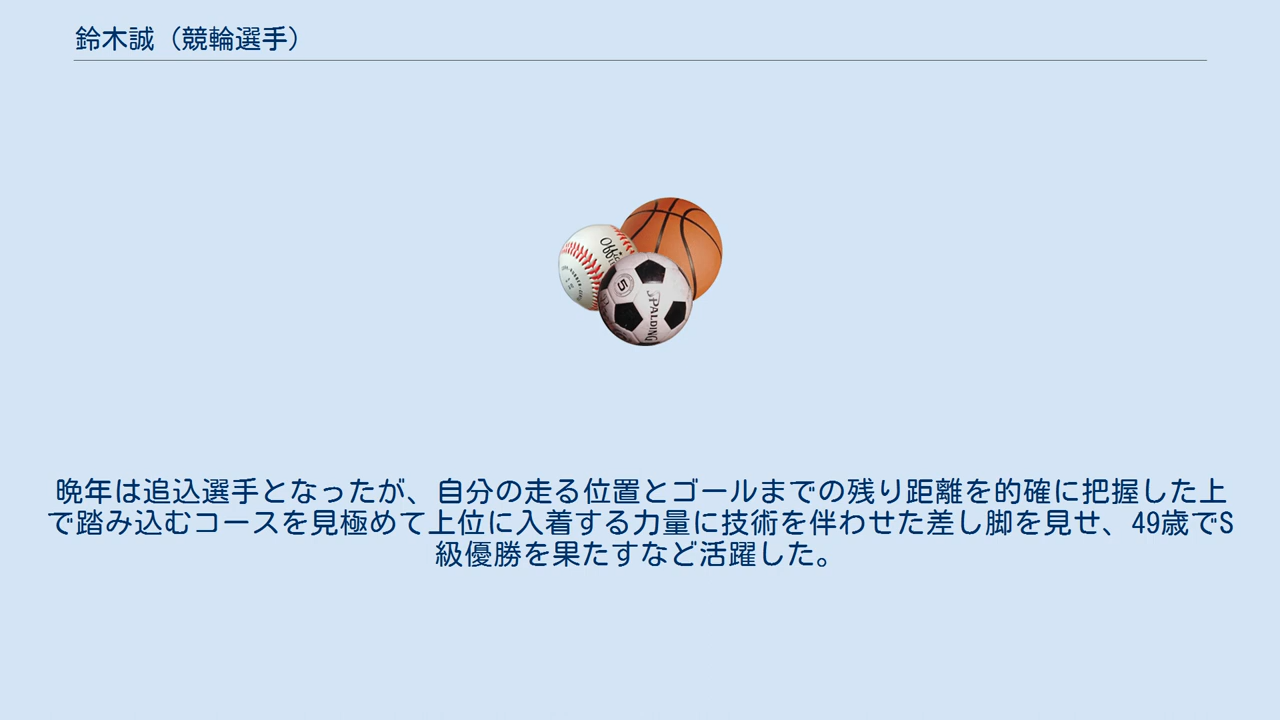 鈴木誠（競輪選手）
5
SPALDING
晩年は追込選手となったが、自分の走る位置とゴールまでの残り距離を的確に把握した上
で踏み込むコースを見極めて上位に入着する力量に技術を伴わせた差し脚を見せ、49歳でS
級優勝を果たすなど活躍した。